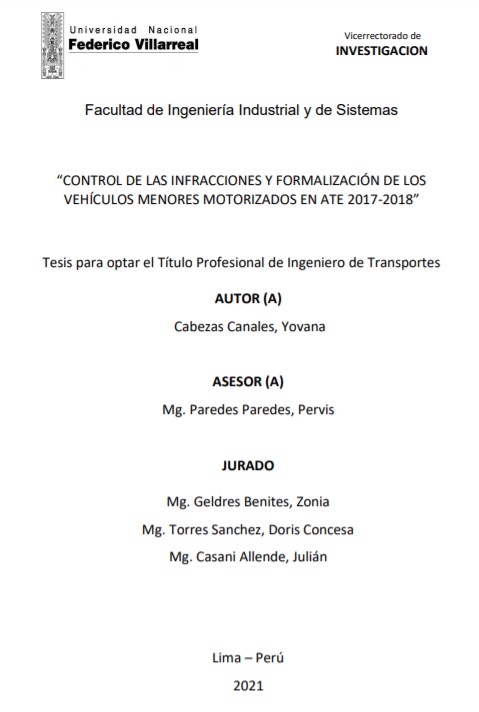 Universidad Nacional
Federico Villarreal
Vicerrectorado de
INVESTIGACION
Facultad de Ingeniería Industrial y de Sistemas
“CONTROL DE LAS INFRACCIONES Y FORMALIZACIÓN DE LOS
VEHÍCULOS MENORES MOTORIZADOS EN ATE 2017-2018”
Tesis para optar el Título Profesional de Ingeniero de Transportes
AUTOR (A)
Cabezas Canales, Yovana
ASESOR (A)
Mg. Paredes Paredes, Pervis
JURADO
Mg. Geldres Benites, Zonia
Mg. Torres Sanchez, Doris Concesa
Mg. Casani Allende, Julián
Lima – Perú
2021